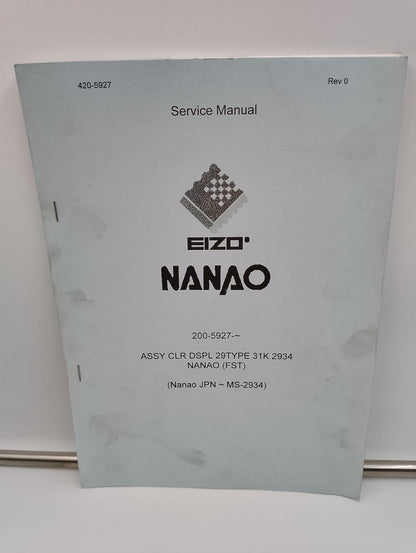 420-5927
Rev 0
Service Manual
EIZO
NANAO
200-5927-~
ASSY CLR DSPL 29TYPE 31K 2934
NANAO (FST)
(Nanao JPN ~ MS-2934)